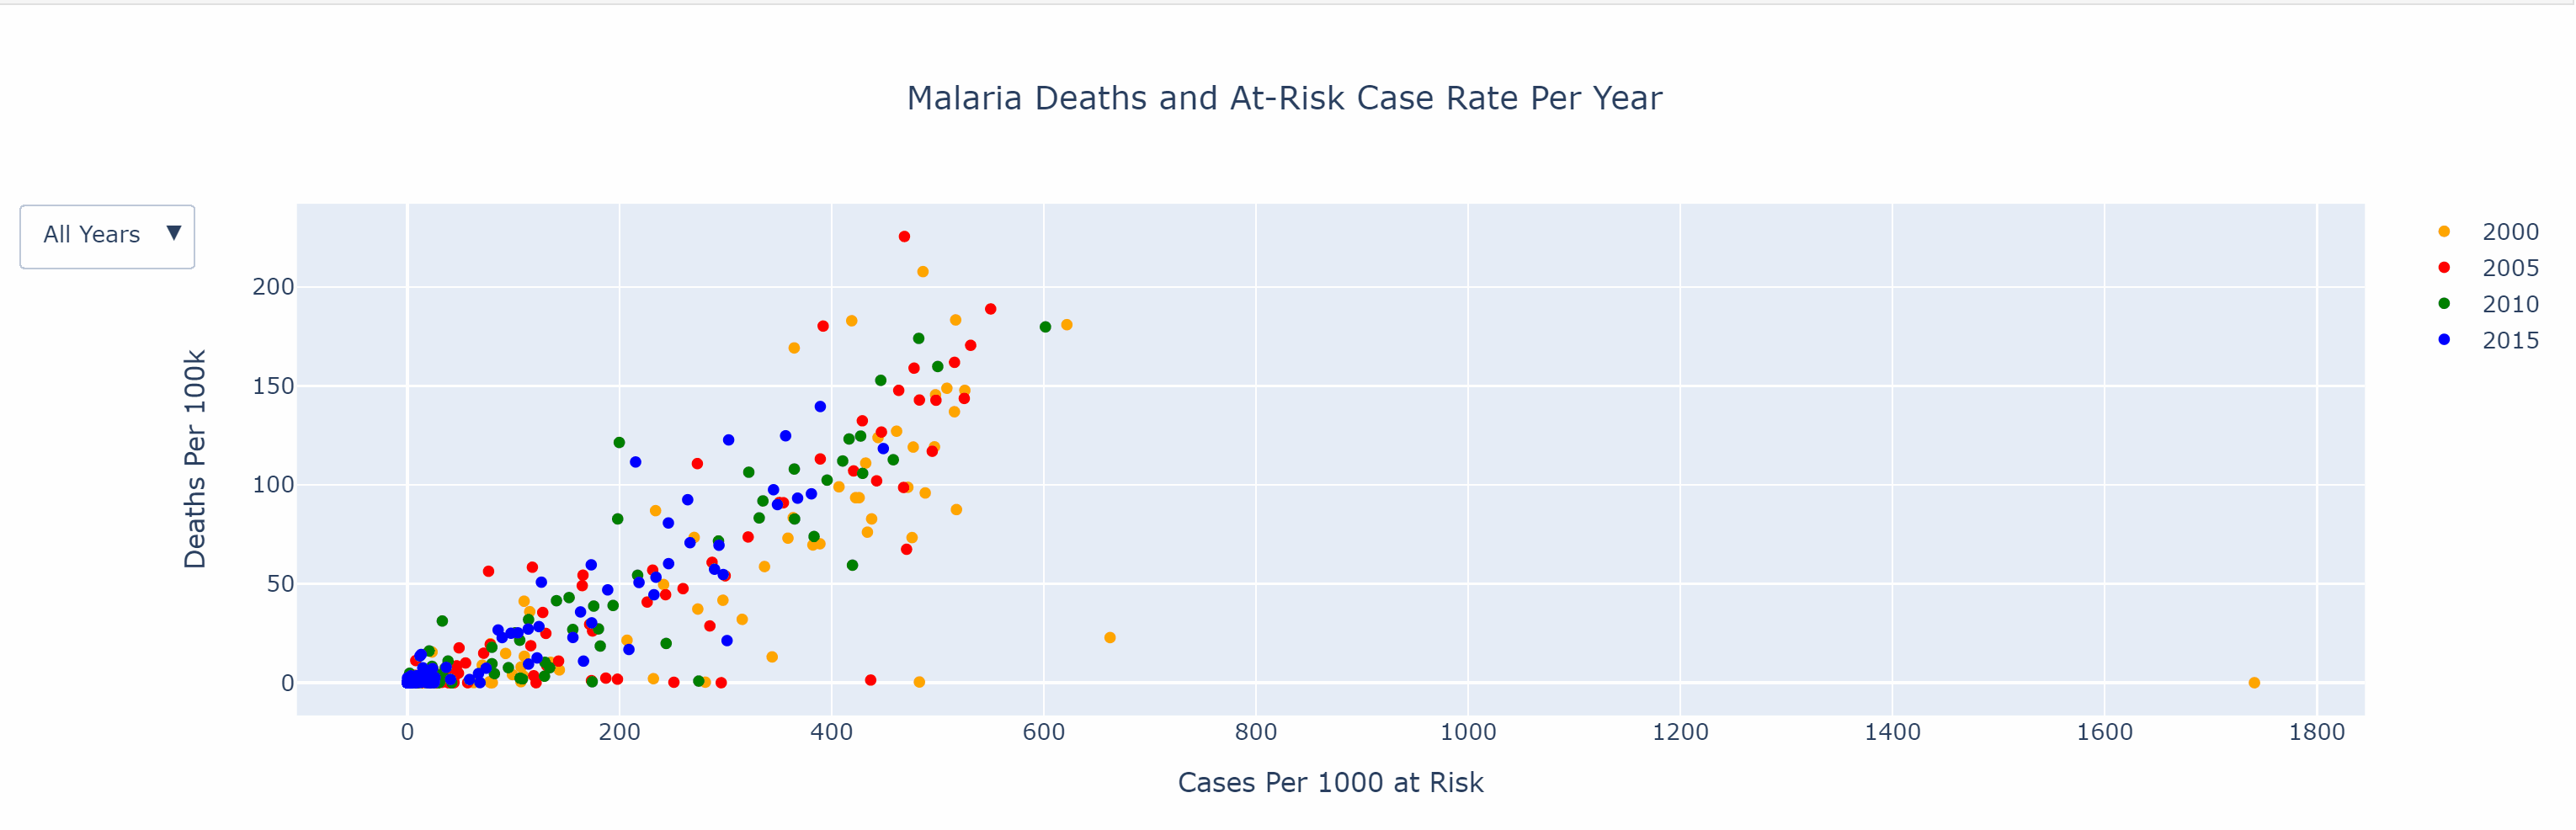 Malaria Deaths and At-Risk Case Rate Per Year
All Years ▼
2000
2005
2010
2015
Deaths Per 100k
200
150
100
50
0
0 200 400 600 800 1000 1200 1400 1600 1800
Cases Per 1000 at Risk